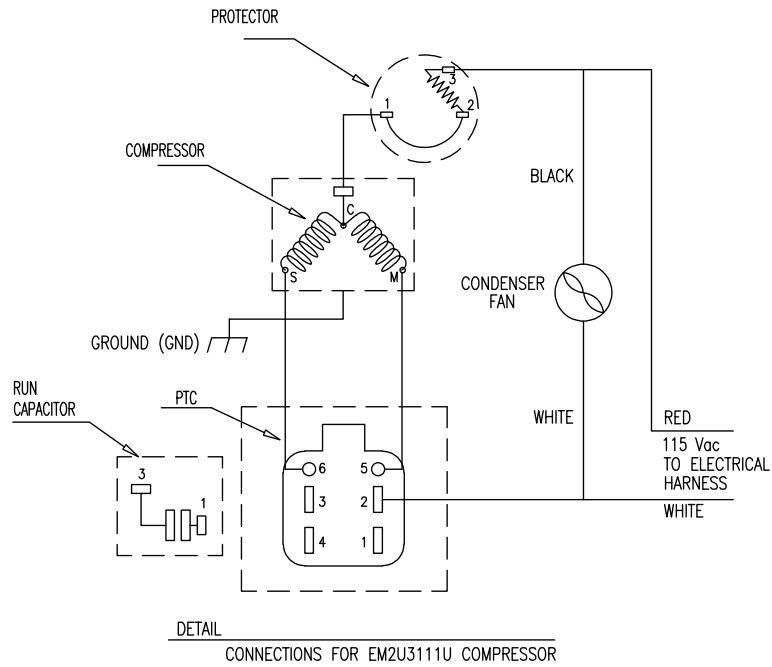 PROTECTOR
3
1
2
COMPRESSOR
BLACK
C
S
M
CONDENSER
FAN
GROUND (GND)
RUN
CAPACITOR
PTC
WHITE
RED
115 Vac
TO ELECTRICAL
HARNESS
WHITE
3
1
6
5
3
2
4
1
DETAIL
CONNECTIONS FOR EM2U3111U COMPRESSOR